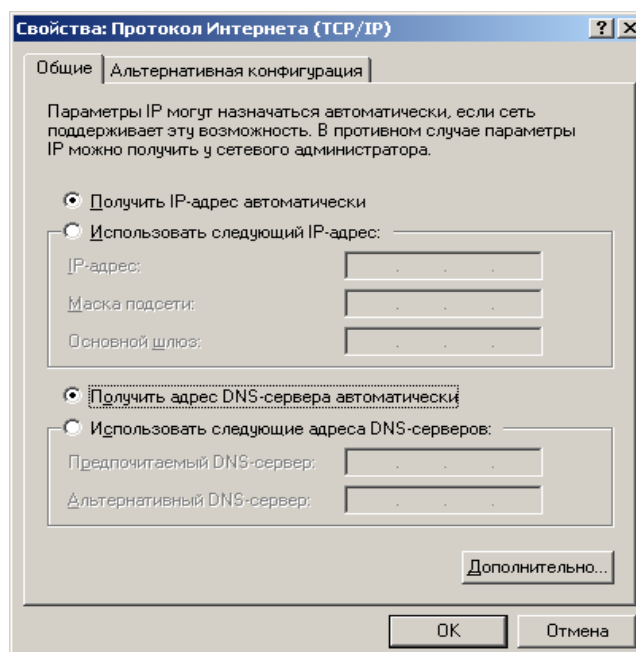 Свойства: Протокол Интернета (TCP/IP)
Общие
Альтернативная конфигурация
Параметры IP могут назначаться автоматически, если сеть
поддерживает эту возможность. В противном случае параметры
IP можно получить у сетевого администратора.
Получить IP-адрес автоматически
Использовать следующий IP-адрес:
IP-адрес:
Маска подсети:
Основной шлюз:
Получить адрес DNS-сервера автоматически
Использовать следующие адреса DNS-серверов:
Предпочитаемый DNS-сервер:
Альтернативный DNS-сервер:
Дополнительно...
OK
Отмена